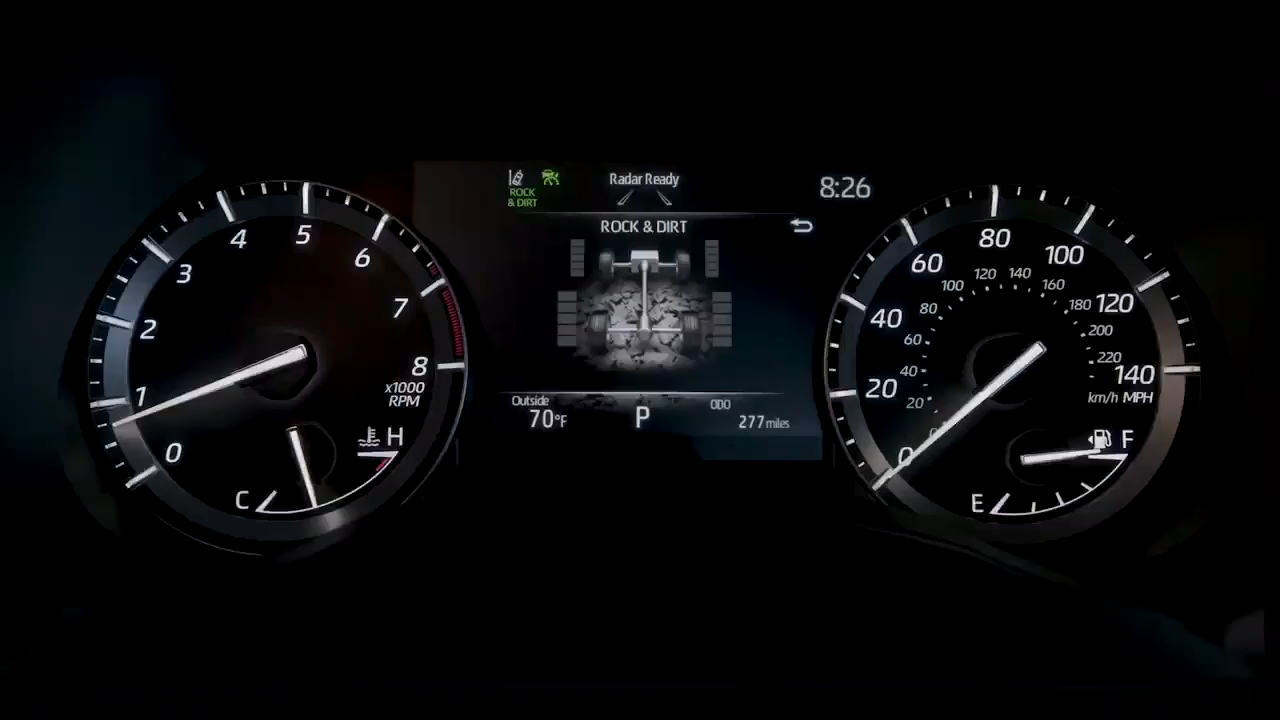 ROCK
& DIRT
Radar Ready
8:26
ROCK & DIRT
Outside
70°F
P
ODO
277 miles
0
1
2
3
4
5
6
7
8
x1000
RPM
C
H
0
20
40
60
80
100
120
140
km/h MPH
0
20
40
60
80
100
120
140
160
180
200
220
E
F